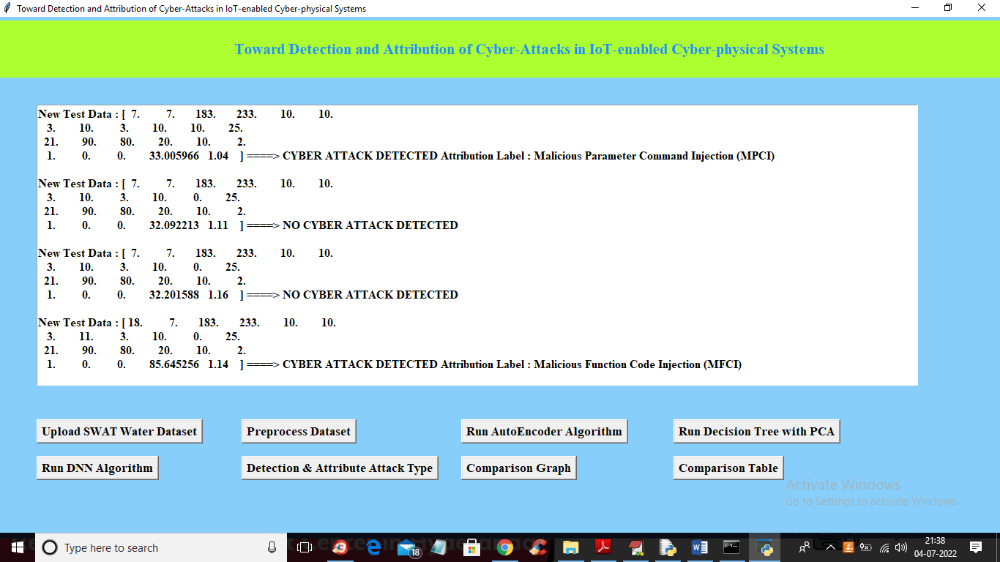 Toward Detection and Attribution of Cyber-Attacks in IoT-enabled Cyber-physical Systems
Toward Detection and Attribution of Cyber-Attacks in IoT-enabled Cyber-physical Systems
New Test Data : [ 7. 7. 183. 233. 10. 10.
3. 10. 3. 10. 10. 25.
21. 90. 80. 20. 10. 2.
1. 0. 0. 33.005966 1.04 ] ====> CYBER ATTACK DETECTED Attribution Label : Malicious Parameter Command Injection (MPCI)
New Test Data : [ 7. 7. 183. 233. 10. 10.
3. 10. 3. 10. 0. 25.
21. 90. 80. 20. 10. 2.
1. 0. 0. 32.092213 1.11 ] ====> NO CYBER ATTACK DETECTED
New Test Data : [ 7. 7. 183. 233. 10. 10.
3. 10. 3. 10. 0. 25.
21. 90. 80. 20. 10. 2.
1. 0. 0. 32.201588 1.16 ] ====> NO CYBER ATTACK DETECTED
New Test Data : [ 18. 7. 183. 233. 10. 10.
3. 11. 3. 10. 0. 25.
21. 90. 80. 20. 10. 2.
1. 0. 0. 85.645256 1.14 ] ====> CYBER ATTACK DETECTED Attribution Label : Malicious Function Code Injection (MFCI)
Upload SWAT Water Dataset Preprocess Dataset Run AutoEncoder Algorithm Run Decision Tree with PCA
Run DNN Algorithm Detection & Attribute Attack Type Comparison Graph Comparison Table
Activate Windows
Go to Settings to activate Windows.
Type here to search 18 21:38
04-07-2022